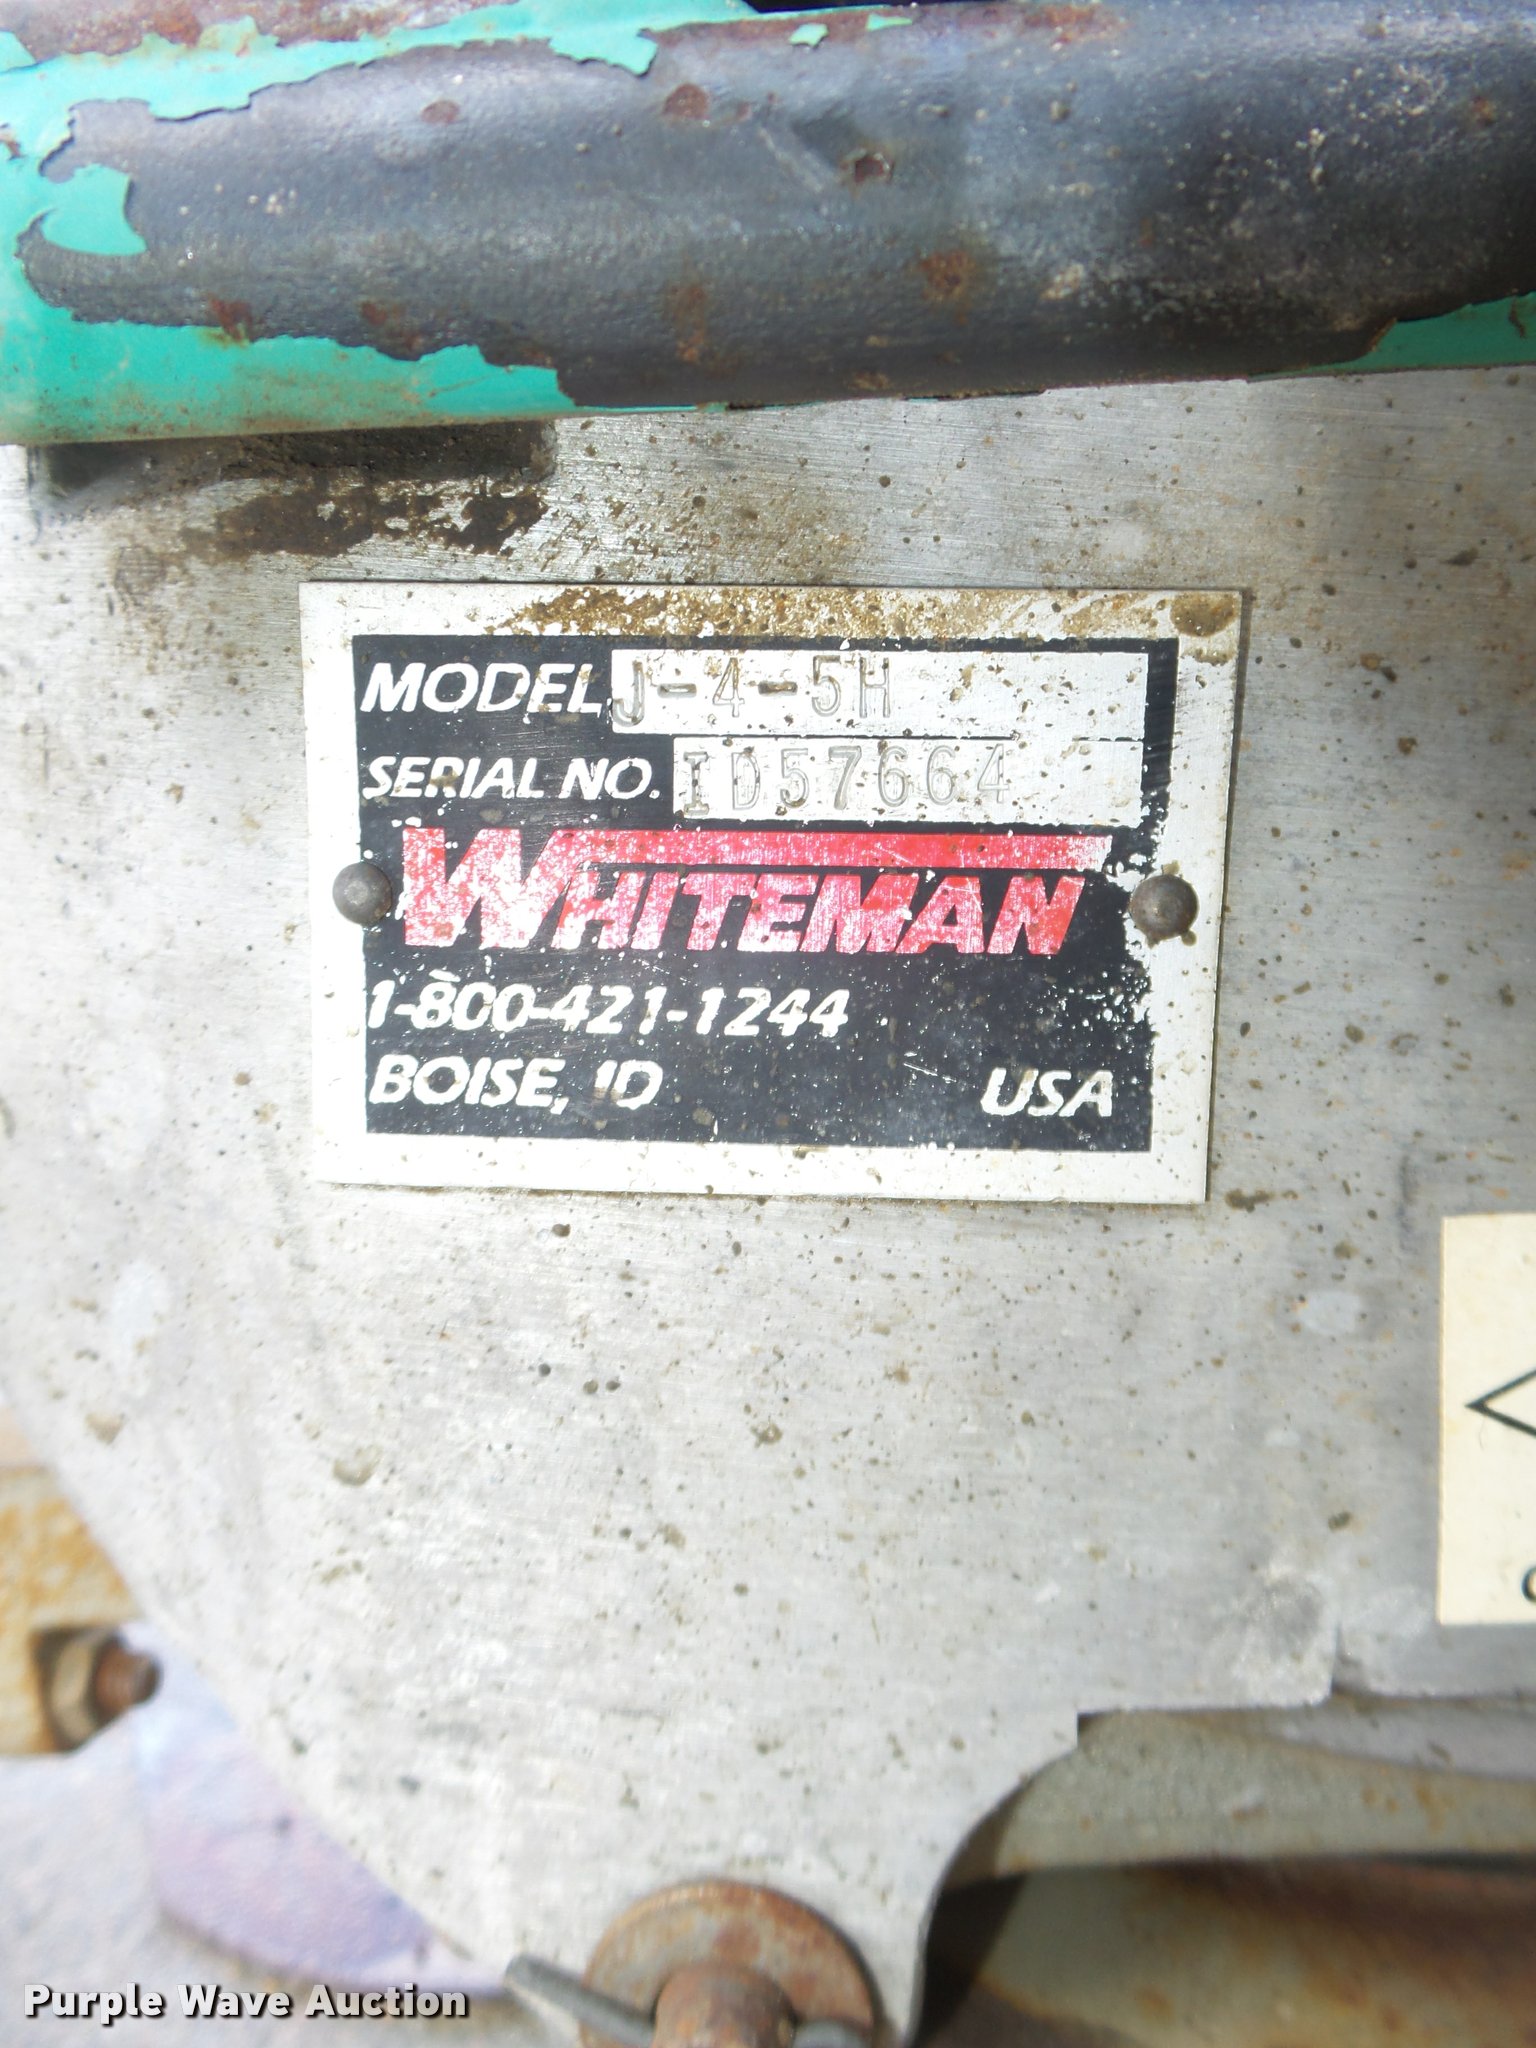 MODEL J-4-5H
SERIAL NO. ID57664
WHITEMAN
1-800-421-1244
BOISE, ID USA
Purple Wave Auction